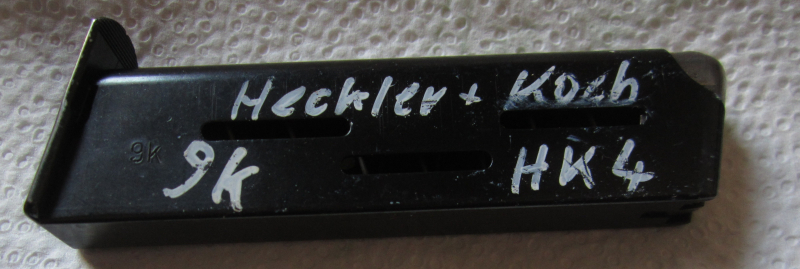 Heckler + Koch
9K
9K HK4